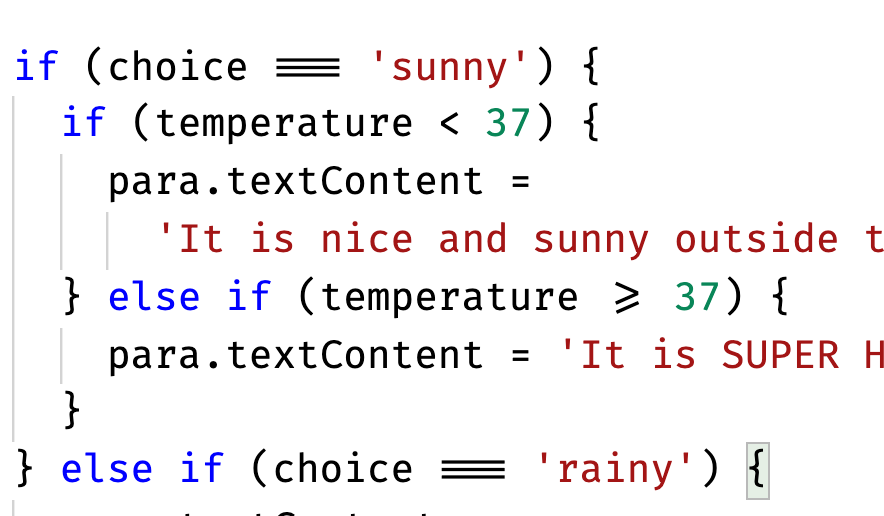 if (choice === 'sunny') {
  if (temperature < 37) {
    para.textContent =
      'It is nice and sunny outside t
  } else if (temperature >= 37) {
    para.textContent = 'It is SUPER H
  }
} else if (choice === 'rainy') {